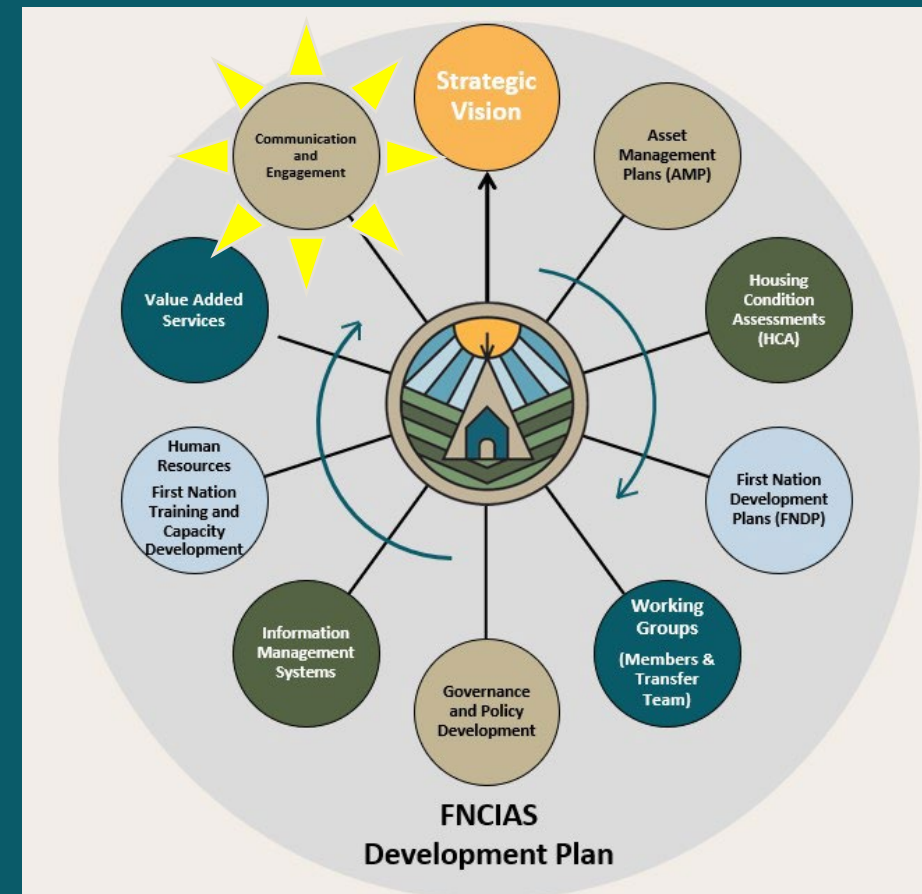 Strategic
Vision
Asset
Management
Plans (AMP)
Housing
Condition
Assessments
(HCA)
First Nation
Development
Plans (FNDP)
Working
Groups
(Members &
Transfer
Team)
Governance
and Policy
Development
Information
Management
Systems
Human
Resources
First Nation
Training and
Capacity
Development
Value Added
Services
Communication
and
Engagement
FNCIAS
Development Plan